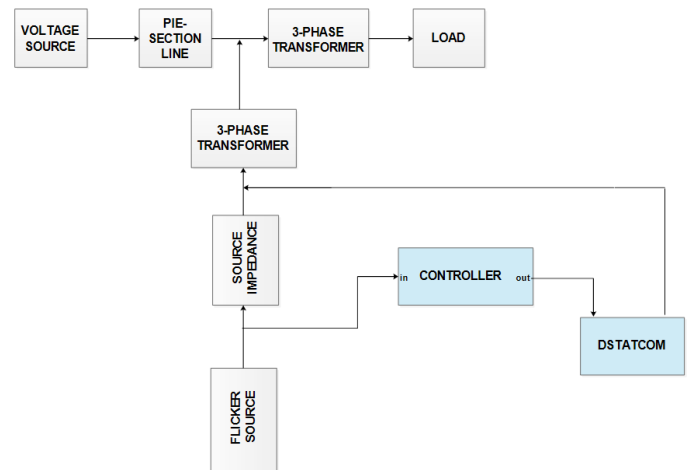 VOLTAGE
SOURCE
PIE-
SECTION
LINE
3-PHASE
TRANSFORMER
LOAD
3-PHASE
TRANSFORMER
SOURCE
IMPEDANCE
in CONTROLLER out
DSTATCOM
FLICKER
SOURCE